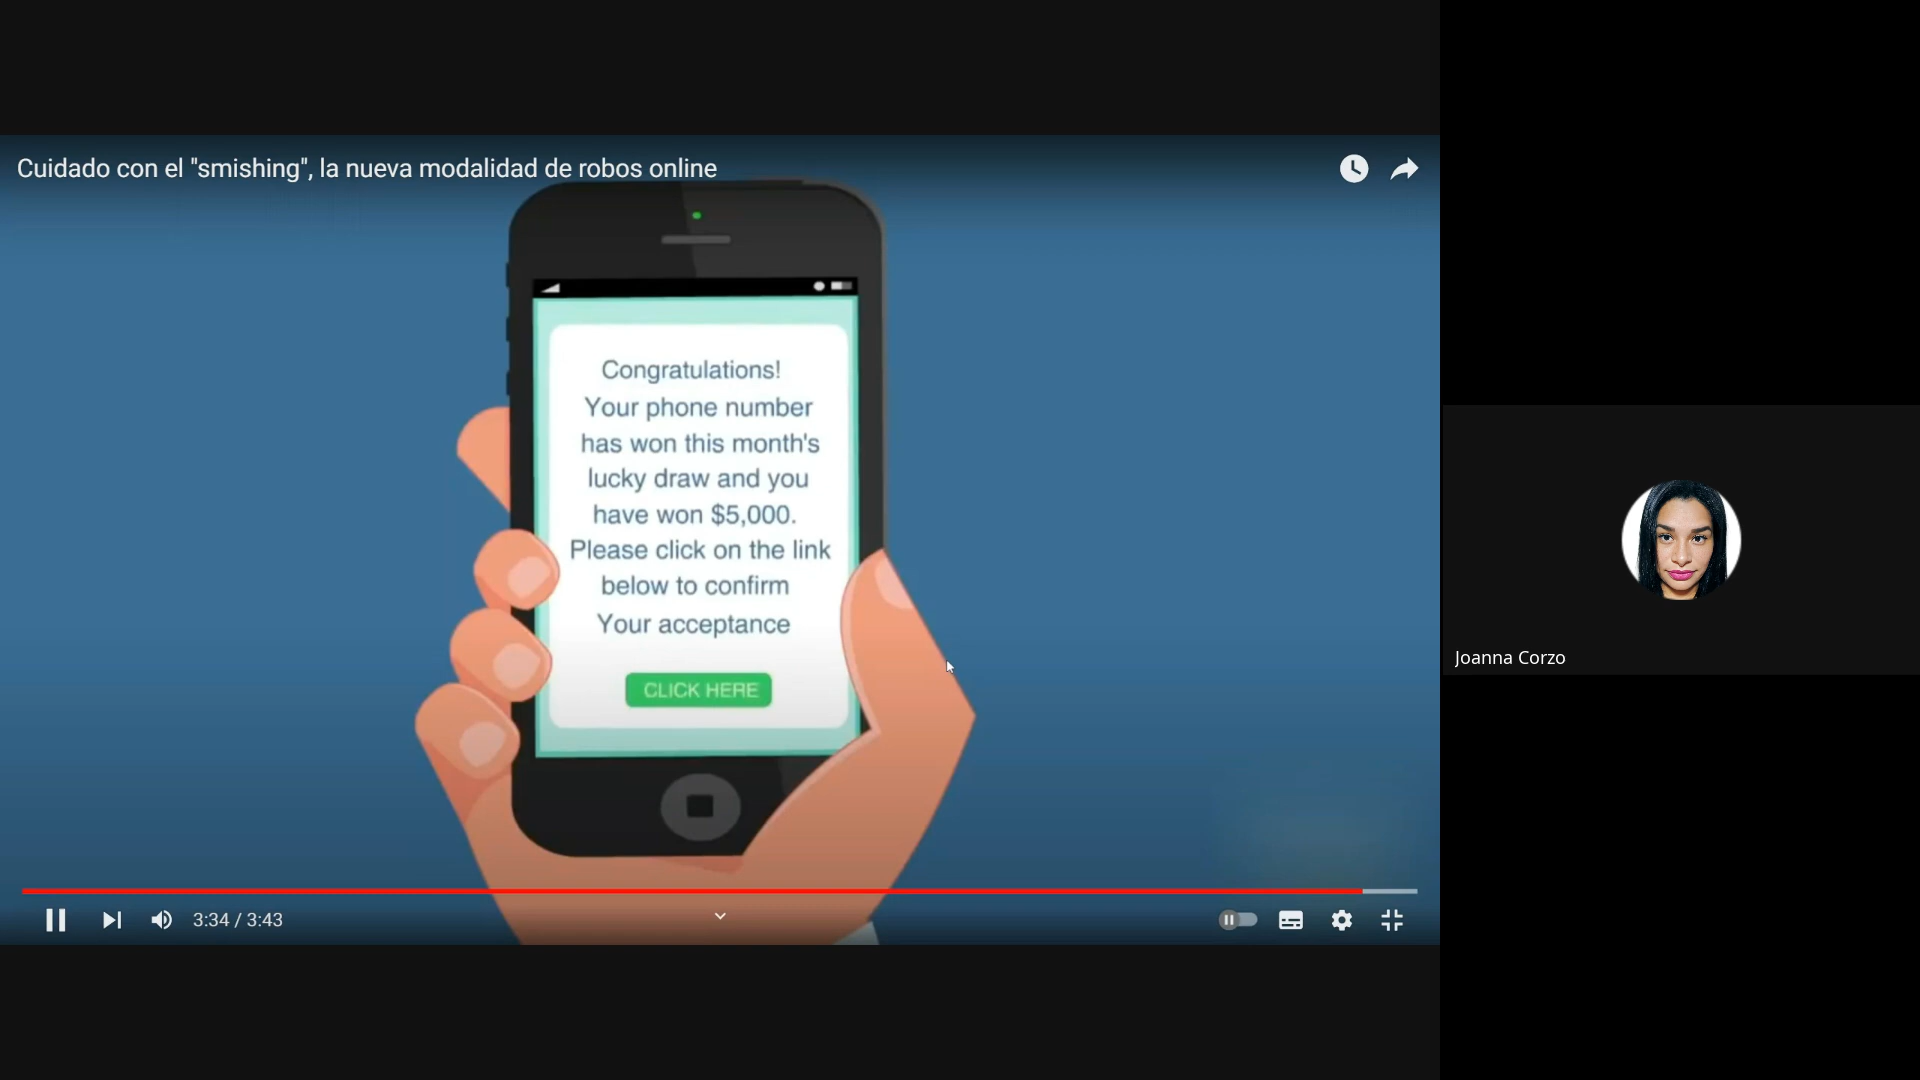 Cuidado con el "smishing", la nueva modalidad de robos online
Congratulations!
Your phone number
has won this month's
lucky draw and you
have won $5,000.
Please click on the link
below to confirm
Your acceptance
CLICK HERE
3:34 / 3:43
Joanna Corzo